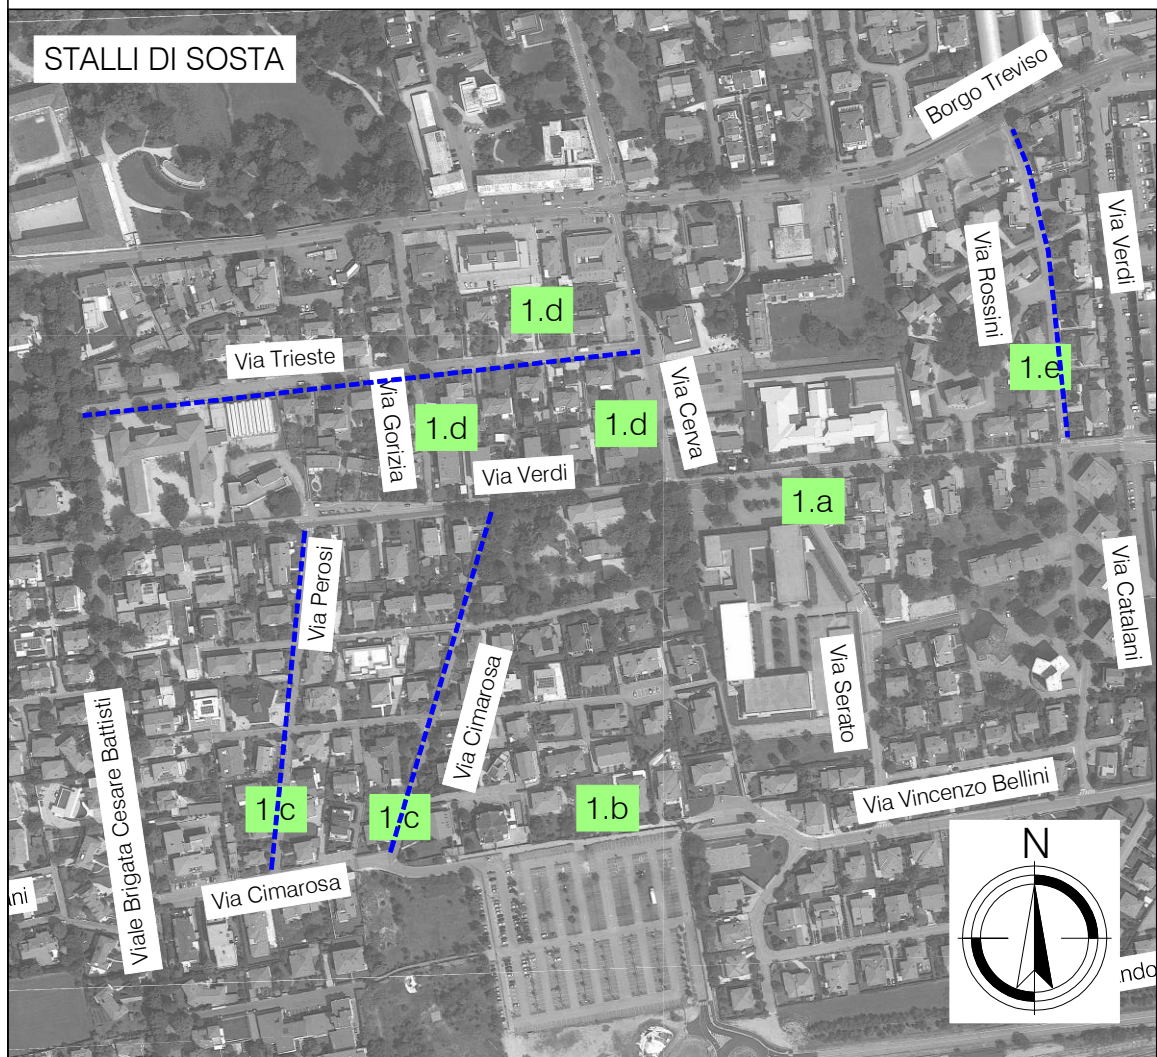 STALLI DI SOSTA
Borgo Treviso
Via Verdi
Via Rossini
1.d
Via Trieste
1.e
Via Gorizia
1.d
1.d
Via Cerva
Via Verdi
1.a
Via Perosi
Via Catalani
Via Cimarosa
Via Serato
Viale Brigata Cesare Battisti
1.c
1.c
1.b
Via Vincenzo Bellini
N
Via Cimarosa
ani
ndo